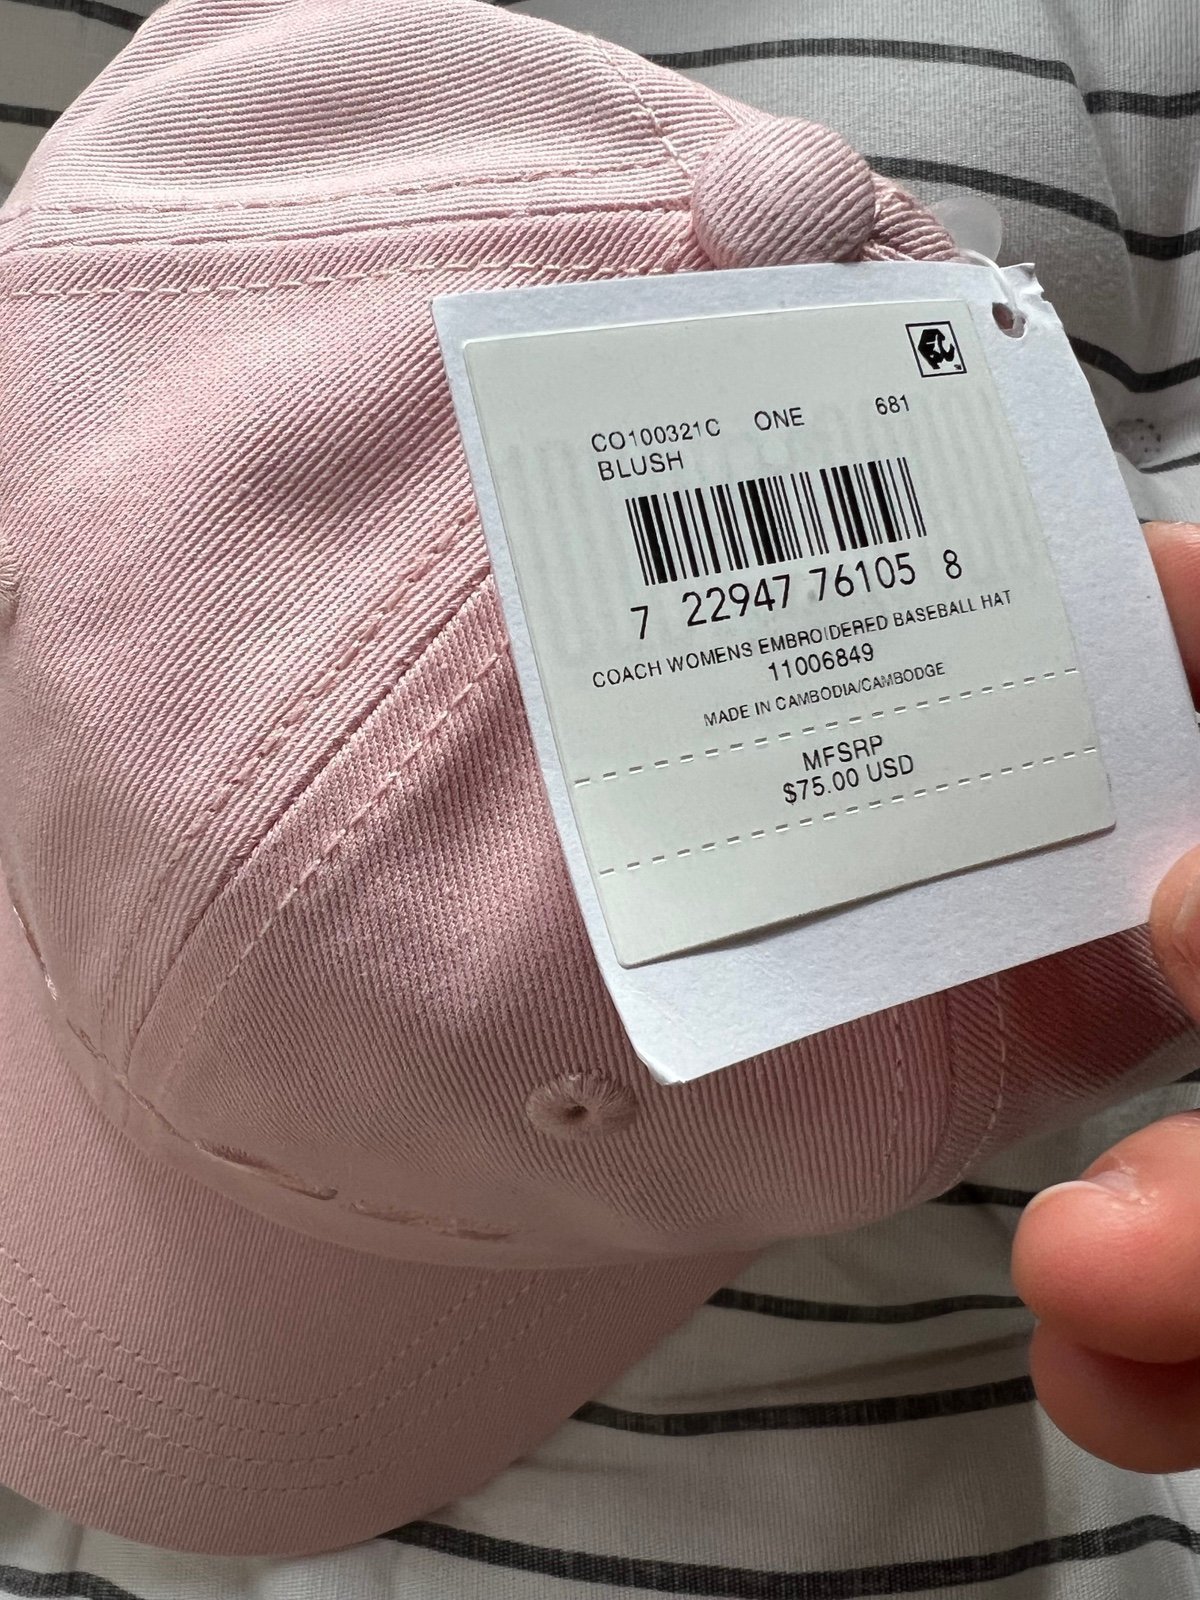 CO100321C ONE 681
BLUSH
7 22947 76105 8
COACH WOMENS EMBROIDERED BASEBALL HAT
11006849
MADE IN CAMBODIA/CAMBODGE
MFSRP
$75.00 USD